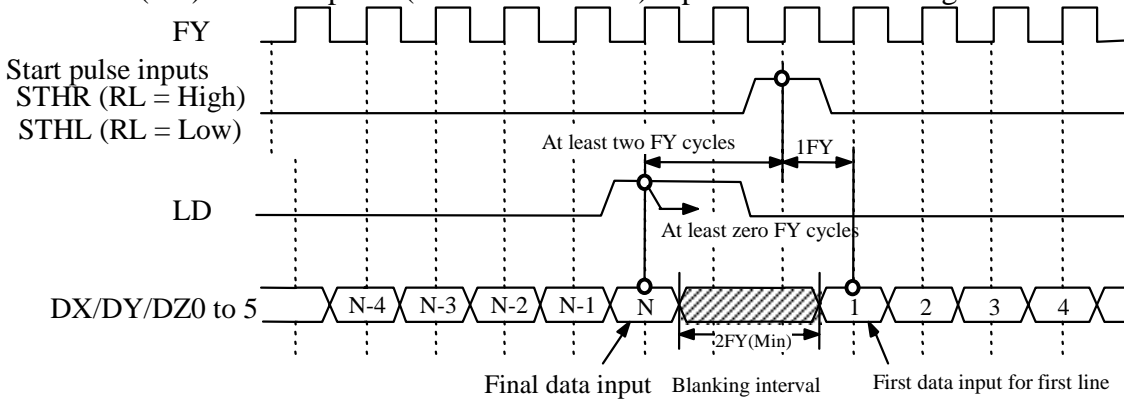 FY
Start pulse inputs
STHR (RL = High)
STHL (RL = Low)
At least two FY cycles
1FY
LD
At least zero FY cycles
DX/DY/DZ0 to 5
N-4 N-3 N-2 N-1 N 1 2 3 4
2FY(Min)
Final data input
Blanking interval
First data input for first line